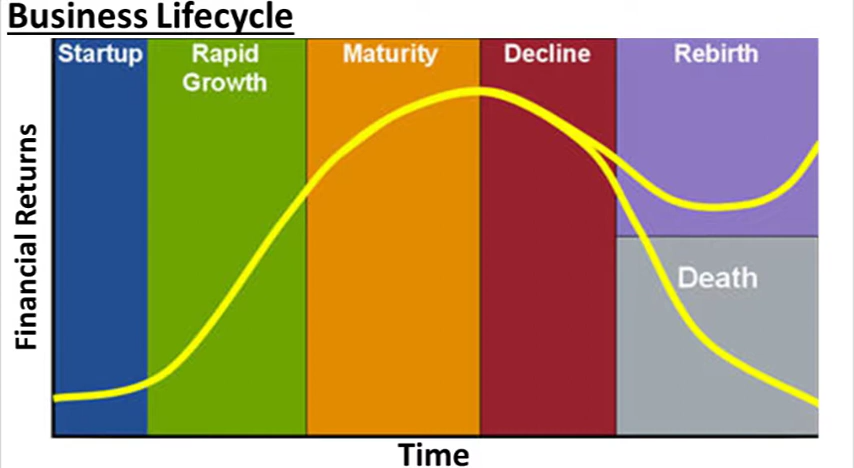 Business Lifecycle
Startup
Rapid
Growth
Maturity
Decline
Rebirth
Death
Financial Returns
Time